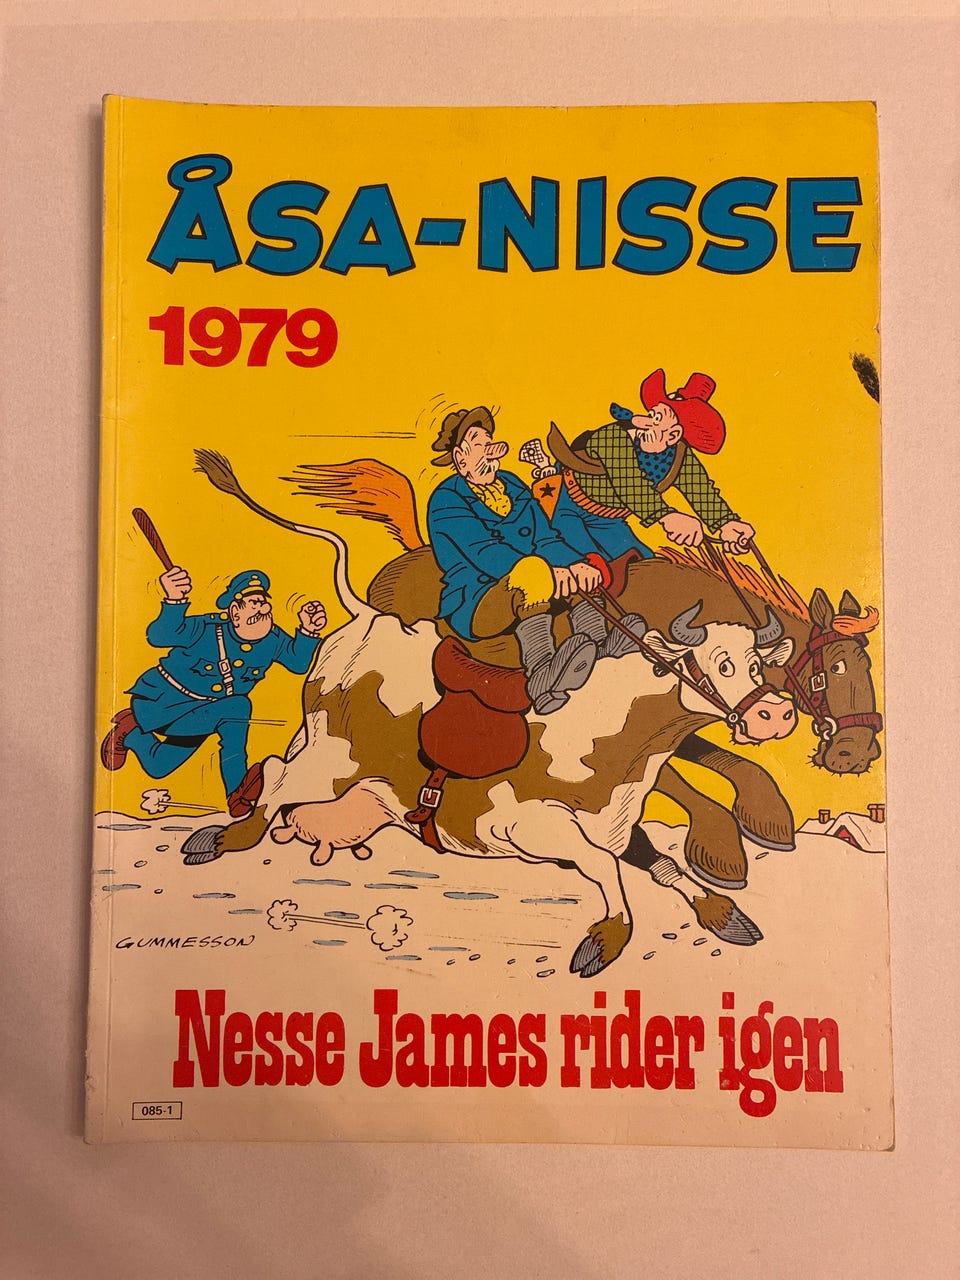 ÅSA-NISSE
1979
GUMMESSON
Nesse James rider igen
085-1